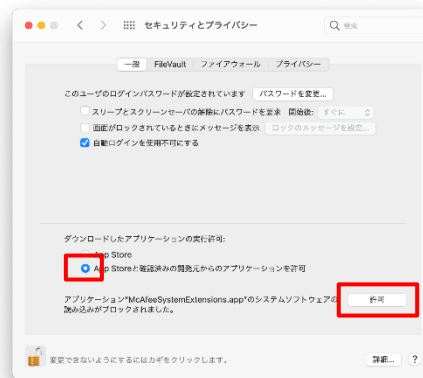 セキュリティとプライバシー
検索
一般 FileVault ファイアウォール プライバシー
このユーザのログインパスワードが設定されています パスワードを変更...
スリープとスクリーンセーバの解除にパスワードを要求 開始後: すぐに
画面がロックされているときにメッセージを表示 ロックのメッセージを設定...
自動ログインを使用不可にする
ダウンロードしたアプリケーションの実行許可:
App Store
App Storeと確認済みの開発元からのアプリケーションを許可
アプリケーション"McAfeeSystemExtensions.app"のシステムソフトウェアの 許可
読み込みがブロックされました。
変更できないようにするにはカギをクリックします。 詳細... ?